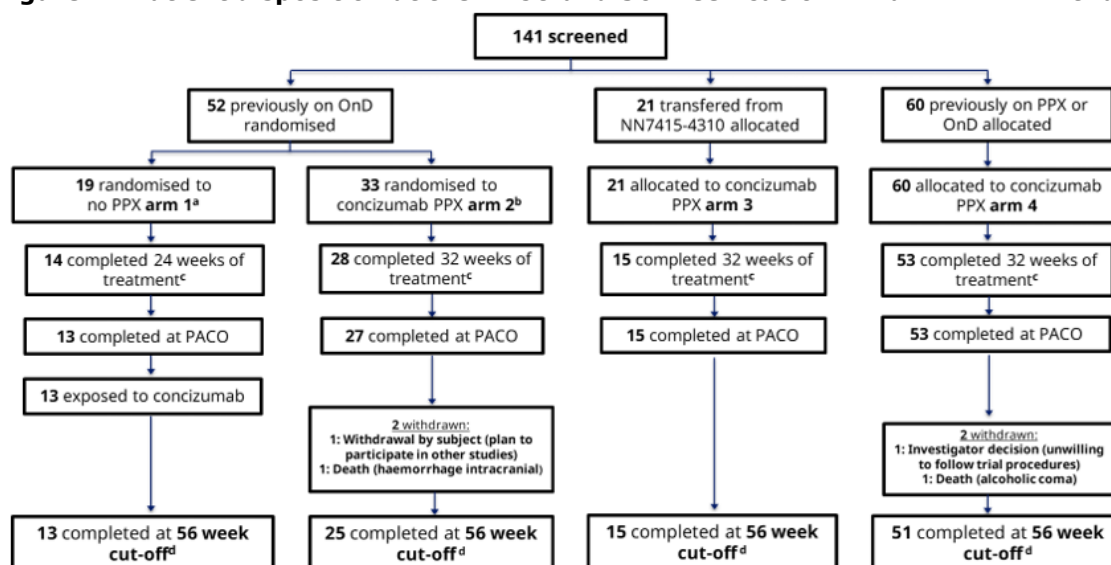 141 screened
52 previously on OnD
randomised
21 transfered from
NN7415-4310 allocated
60 previously on PPX or
OnD allocated
19 randomised to
no PPX arm 1a
33 randomised to
concizumab PPX arm 2b
21 allocated to concizumab
PPX arm 3
60 allocated to concizumab
PPX arm 4
14 completed 24 weeks of
treatmentc
28 completed 32 weeks of
treatmentc
15 completed 32 weeks of
treatmentc
53 completed 32 weeks of
treatmentc
13 completed at PACO
27 completed at PACO
15 completed at PACO
53 completed at PACO
13 exposed to concizumab
2 withdrawn:
1: Withdrawal by subject (plan to
participate in other studies)
1: Death (haemorrhage intracranial)
2 withdrawn:
1: Investigator decision (unwilling
to follow trial procedures)
1: Death (alcoholic coma)
13 completed at 56 week
cut-offd
25 completed at 56 week
cut-offd
15 completed at 56 week
cut-offd
51 completed at 56 week
cut-offd